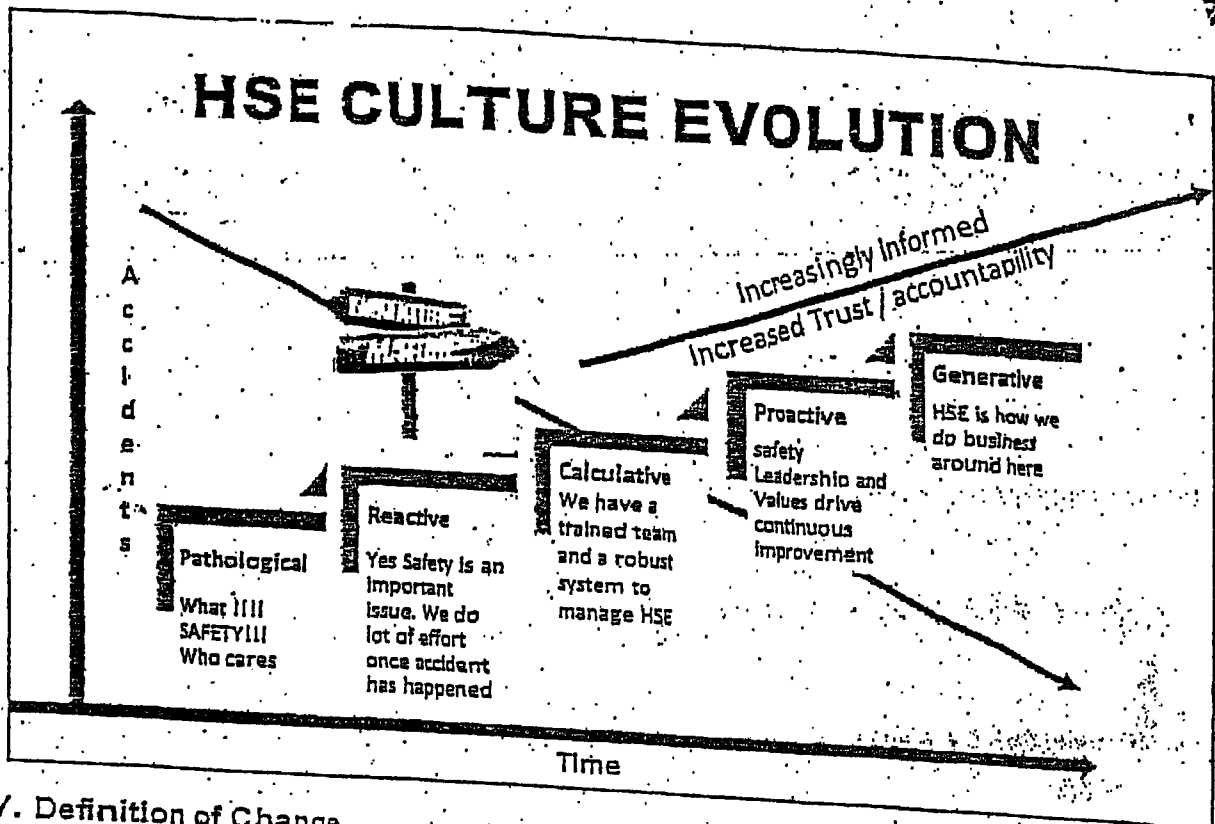 HSE CULTURE EVOLUTION
Accidents
Increasingly Informed
Increased Trust / accountability
Pathological
What !!!!
SAFETY!!!
Who cares
Reactive
Yes Safety is an
important
issue. We do
lot of effort
once accident
has happened
Calculative
We have a
trained team
and a robust
system to
manage HSE
Proactive
safety
Leadership and
Values drive
continuous
improvement
Generative
HSE is how we
do business
around here
Time
Definition of Change